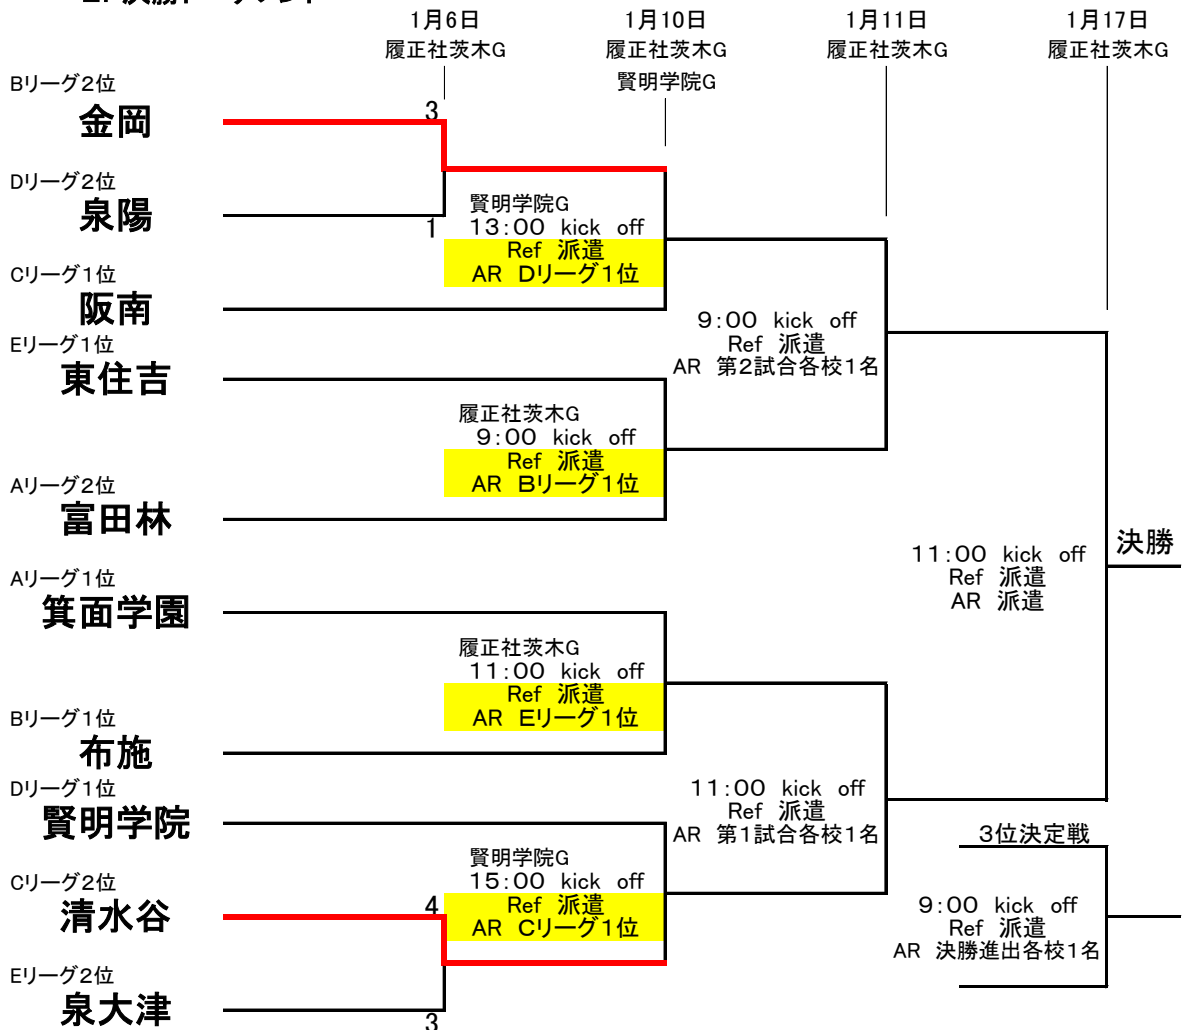 1月6日
1月10日
1月11日
1月17日
履正社茨木G
履正社茨木G
履正社茨木G
履正社茨木G
賢明学院G
Bリーグ2位
金岡
3
Dリーグ2位
泉陽
1
賢明学院G
13:00 kick off
Ref 派遣
AR Dリーグ1位
Cリーグ1位
阪南
9:00 kick off
Ref 派遣
AR 第2試合各校1名
Eリーグ1位
東住吉
履正社茨木G
9:00 kick off
Ref 派遣
AR Bリーグ1位
Aリーグ2位
富田林
11:00 kick off
Ref 派遣
AR 派遣
決勝
Aリーグ1位
箕面学園
履正社茨木G
11:00 kick off
Ref 派遣
AR Eリーグ1位
Bリーグ1位
布施
Dリーグ1位
賢明学院
11:00 kick off
Ref 派遣
AR 第1試合各校1名
賢明学院G
15:00 kick off
Ref 派遣
AR Cリーグ1位
Cリーグ2位
清水谷
4
3位決定戦
9:00 kick off
Ref 派遣
AR 決勝進出各校1名
Eリーグ2位
泉大津
3